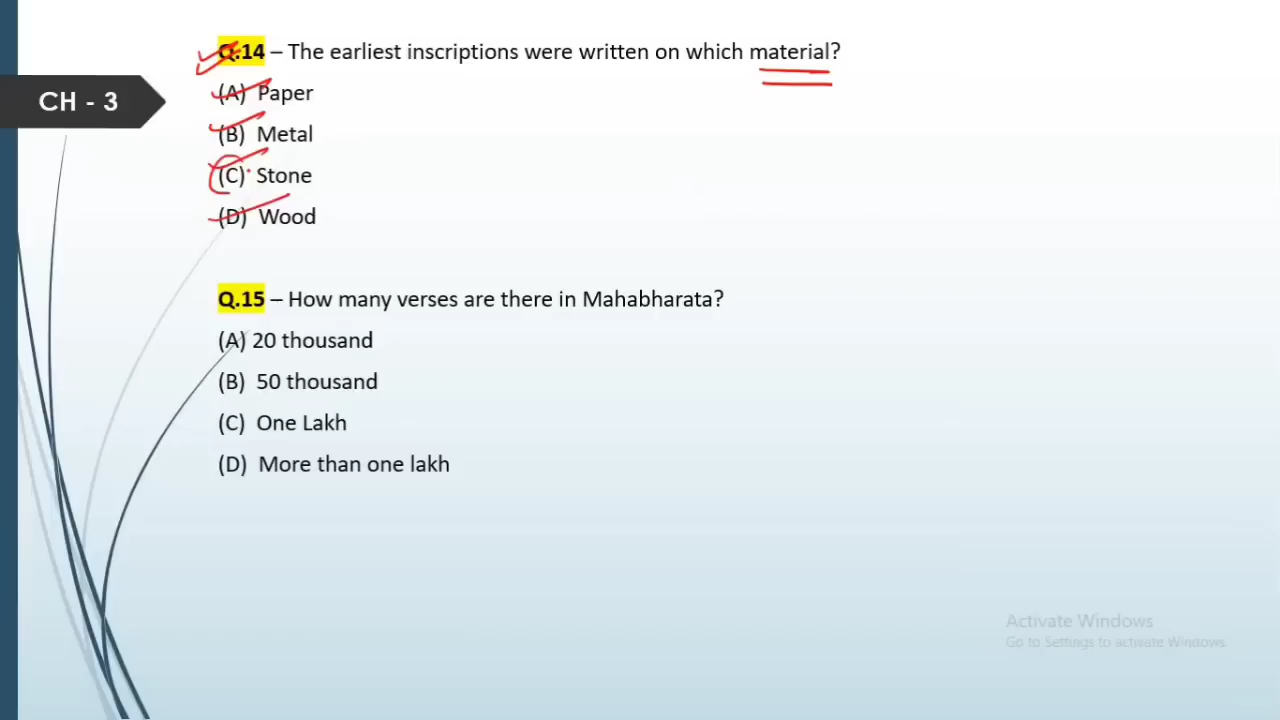 Q.14 – The earliest inscriptions were written on which material?
CH - 3
(A) Paper
(B) Metal
(C) Stone
(D) Wood
Q.15 – How many verses are there in Mahabharata?
(A) 20 thousand
(B) 50 thousand
(C) One Lakh
(D) More than one lakh
Activate Windows
Go to Settings to activate Windows.